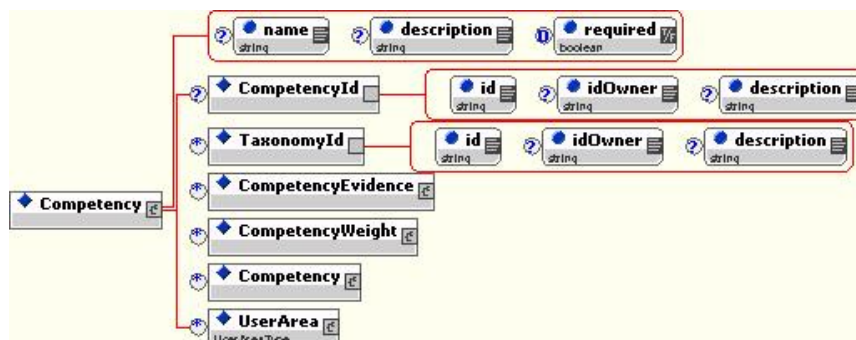 ? name string ? description string D required T/F boolean
? CompetencyId id string ? idOwner string ? description string
* TaxonomyId id string ? idOwner string ? description string
* CompetencyEvidence
Competency
* CompetencyWeight
* Competency
* UserArea
UserAreaType